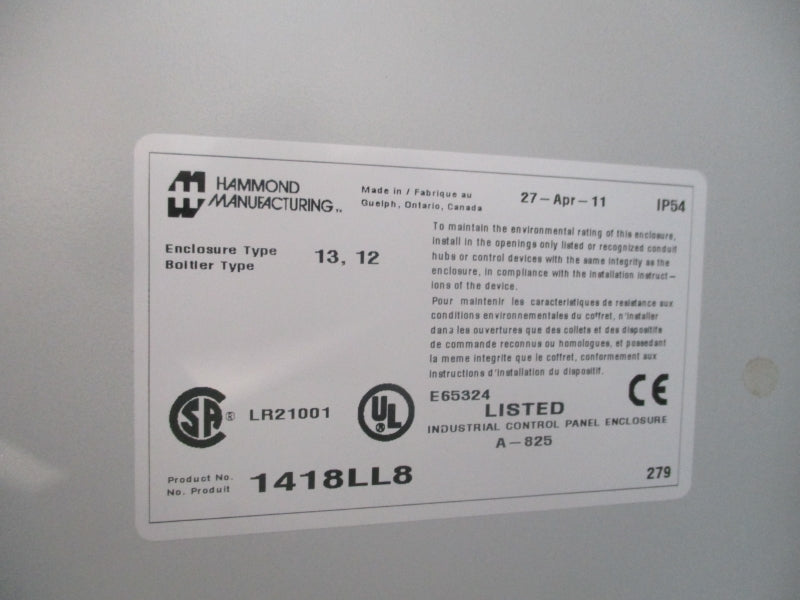 HAMMOND
MANUFACTURING™
Made in / Fabrique au
Guelph, Ontario, Canada
27-Apr-11
IP54
Enclosure Type
Boitier Type
13, 12
To maintain the environmental rating of this enclosure,
install in the openings only listed or recognized conduit
hubs or control devices with the same integrity as the
enclosure, in compliance with the installation instruct-
ions of the device.
Pour maintenir les caracteristiques de resistance aux
conditions environnementales du coffret, n'installer
dans les ouvertures que des collets et des dispositifs
de commande reconnus ou homologues, et possedant
la meme integrite que le coffret, conformement aux
instructions d'installation du dispositif.
CSA ® LR21001
UL
E65324
LISTED
INDUSTRIAL CONTROL PANEL ENCLOSURE
A-825
CE
Product No.
No. Produit
1418LL8
279